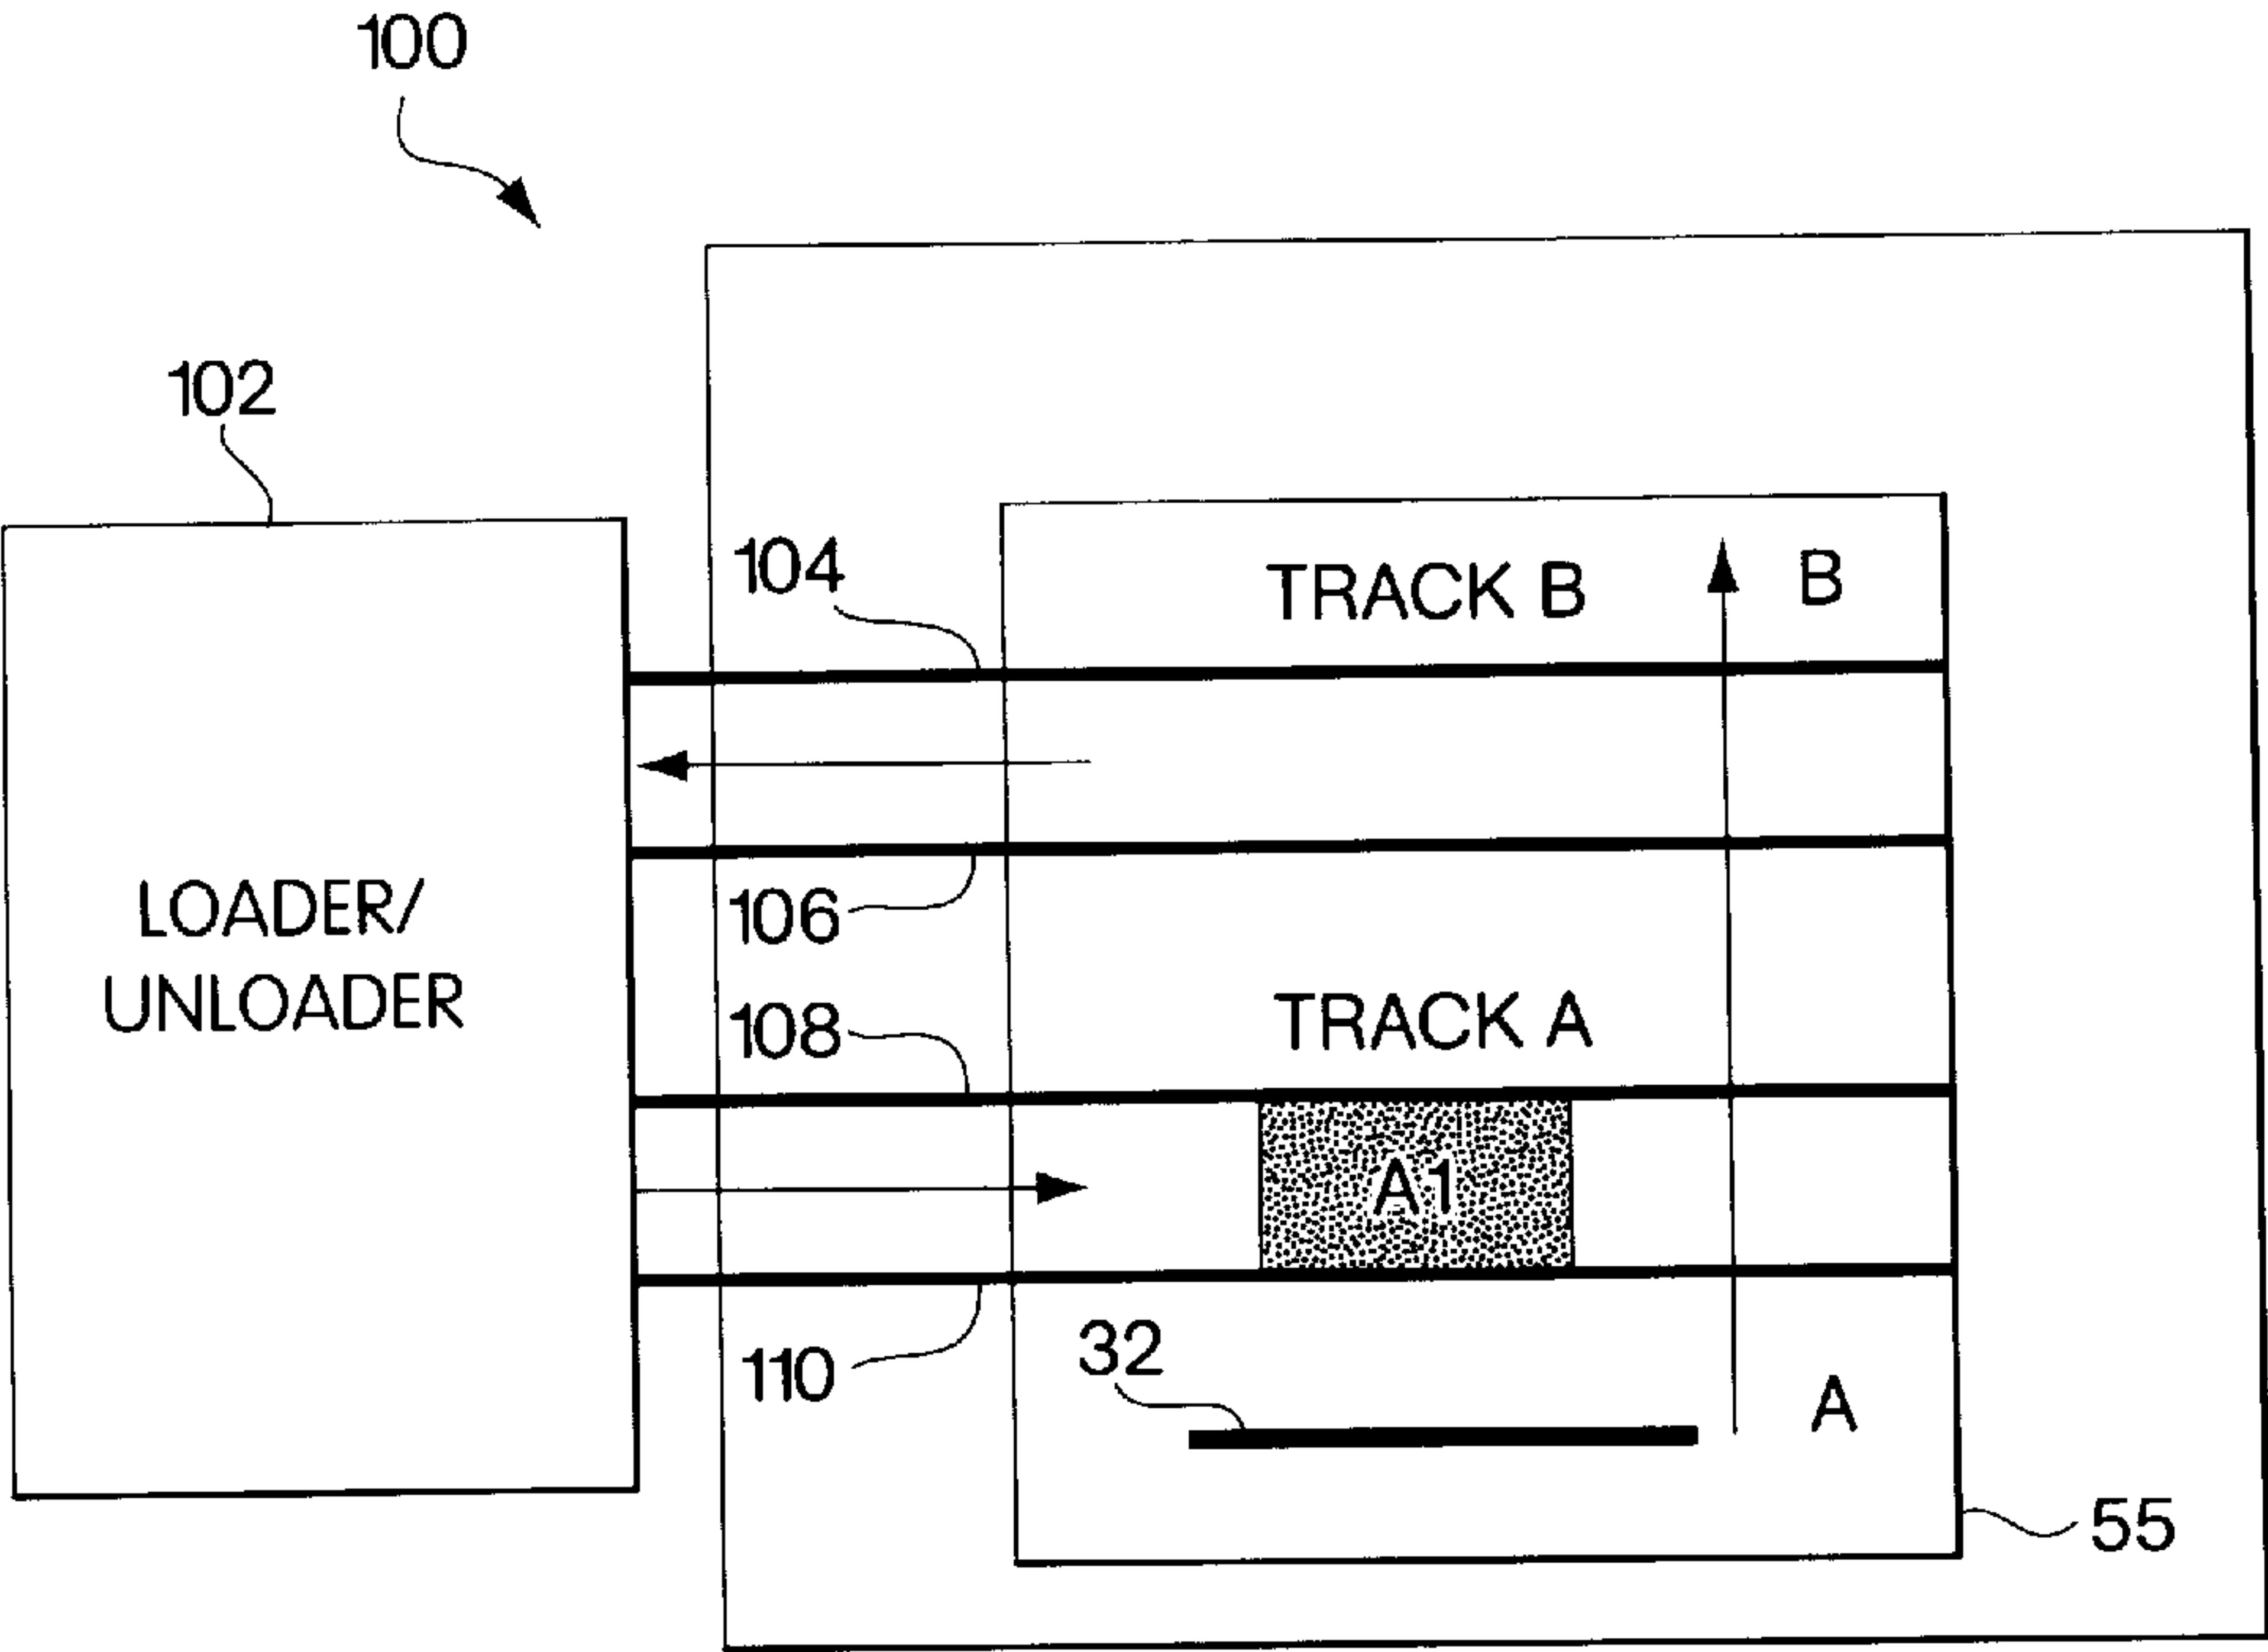 100
102
104
TRACK B
B
106
LOADER/
UNLOADER
108
TRACK A
A1
110
32
A
55